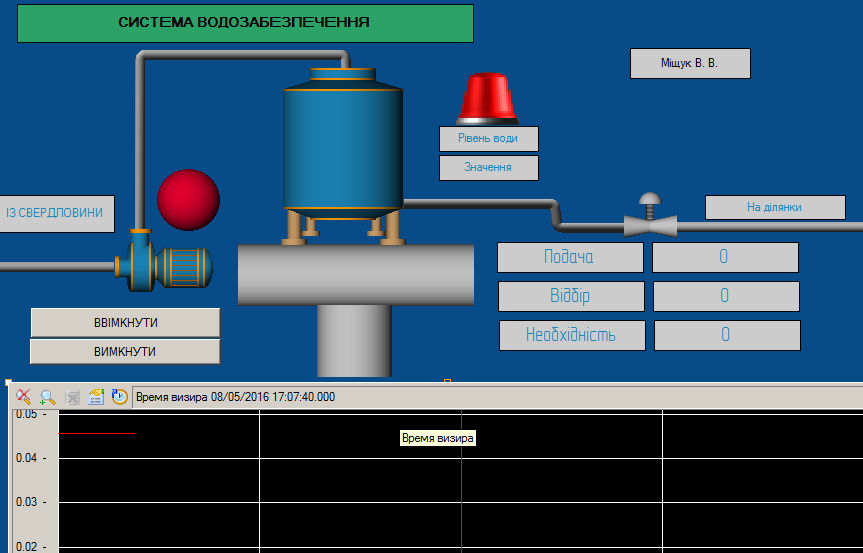 СИСТЕМА ВОДОЗАБЕЗПЕЧЕННЯ
Міщук В. В.
Рівень води
Значення
ІЗ СВЕРДЛОВИНИ
На ділянки
Подача 0
Відбір 0
Необхідність 0
ВВІМКНУТИ
ВИМКНУТИ
Время визира 08/05/2016 17:07:40.000
0.05
Время визира
0.04
0.03
0.02